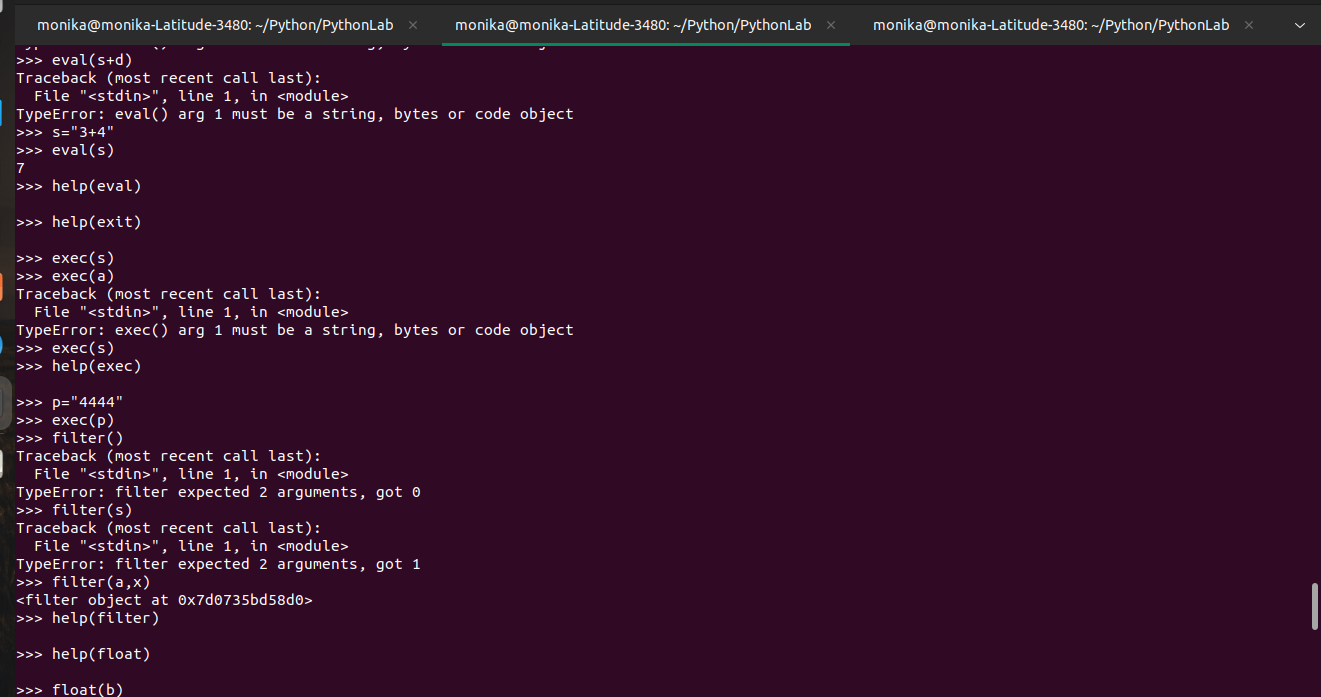 monika@monika-Latitude-3480: ~/Python/PythonLab × monika@monika-Latitude-3480: ~/Python/PythonLab × monika@monika-Latitude-3480: ~/Python/PythonLab ×
>>> eval(s+d)
Traceback (most recent call last):
  File "<stdin>", line 1, in <module>
TypeError: eval() arg 1 must be a string, bytes or code object
>>> s="3+4"
>>> eval(s)
7
>>> help(eval)
>>> help(exit)
>>> exec(s)
>>> exec(a)
Traceback (most recent call last):
  File "<stdin>", line 1, in <module>
TypeError: exec() arg 1 must be a string, bytes or code object
>>> exec(s)
>>> help(exec)
>>> p="4444"
>>> exec(p)
>>> filter()
Traceback (most recent call last):
  File "<stdin>", line 1, in <module>
TypeError: filter expected 2 arguments, got 0
>>> filter(s)
Traceback (most recent call last):
  File "<stdin>", line 1, in <module>
TypeError: filter expected 2 arguments, got 1
>>> filter(a,x)
<filter object at 0x7d0735bd58d0>
>>> help(filter)
>>> help(float)
>>> float(b)